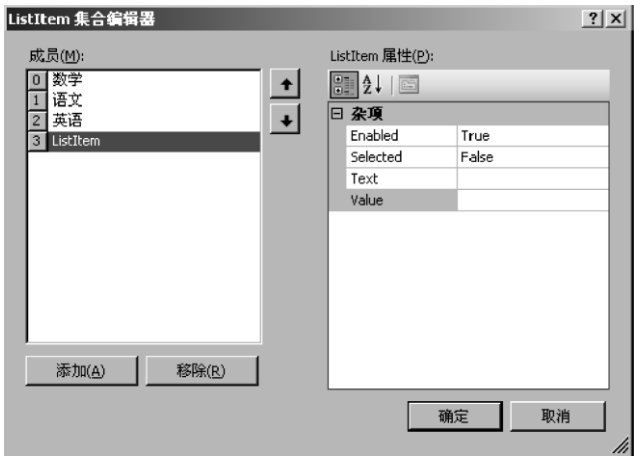 ListItem 集合编辑器
成员(M):
0 数学
1 语文
2 英语
3 ListItem
添加(A)
移除(R)
ListItem 属性(P):
杂项
Enabled True
Selected False
Text
Value
确定
取消